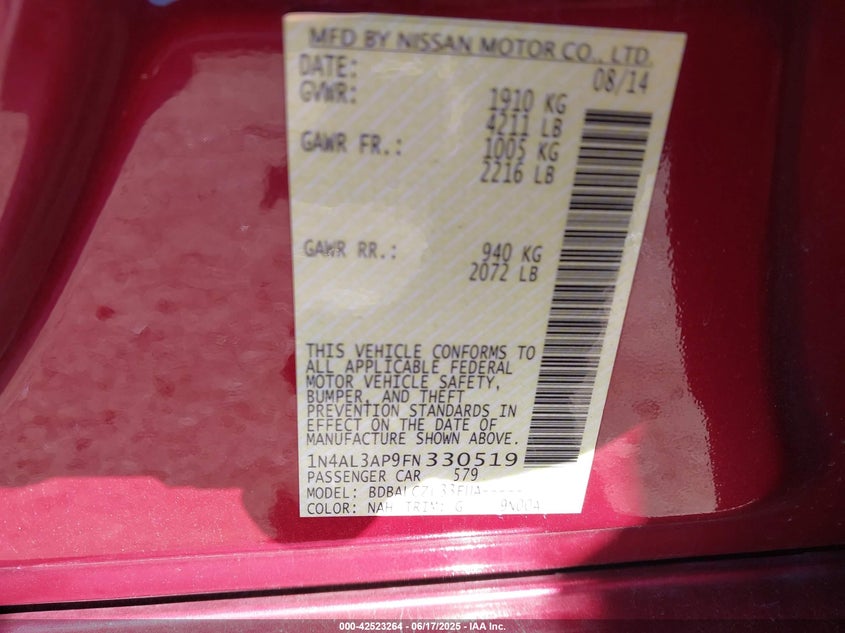 MFD BY NISSAN MOTOR CO., LTD.
DATE: 08/14
GVWR: 1910 KG
4211 LB
GAWR FR.: 1005 KG
2216 LB
GAWR RR.: 940 KG
2072 LB
THIS VEHICLE CONFORMS TO
ALL APPLICABLE FEDERAL
MOTOR VEHICLE SAFETY,
BUMPER, AND THEFT
PREVENTION STANDARDS IN
EFFECT ON THE DATE OF
MANUFACTURE SHOWN ABOVE.
1N4AL3AP9FN330519
PASSENGER CAR 579
MODEL:
COLOR: NAH TRIM: G
000-42523264 - 06/17/2025 - IAA Inc.